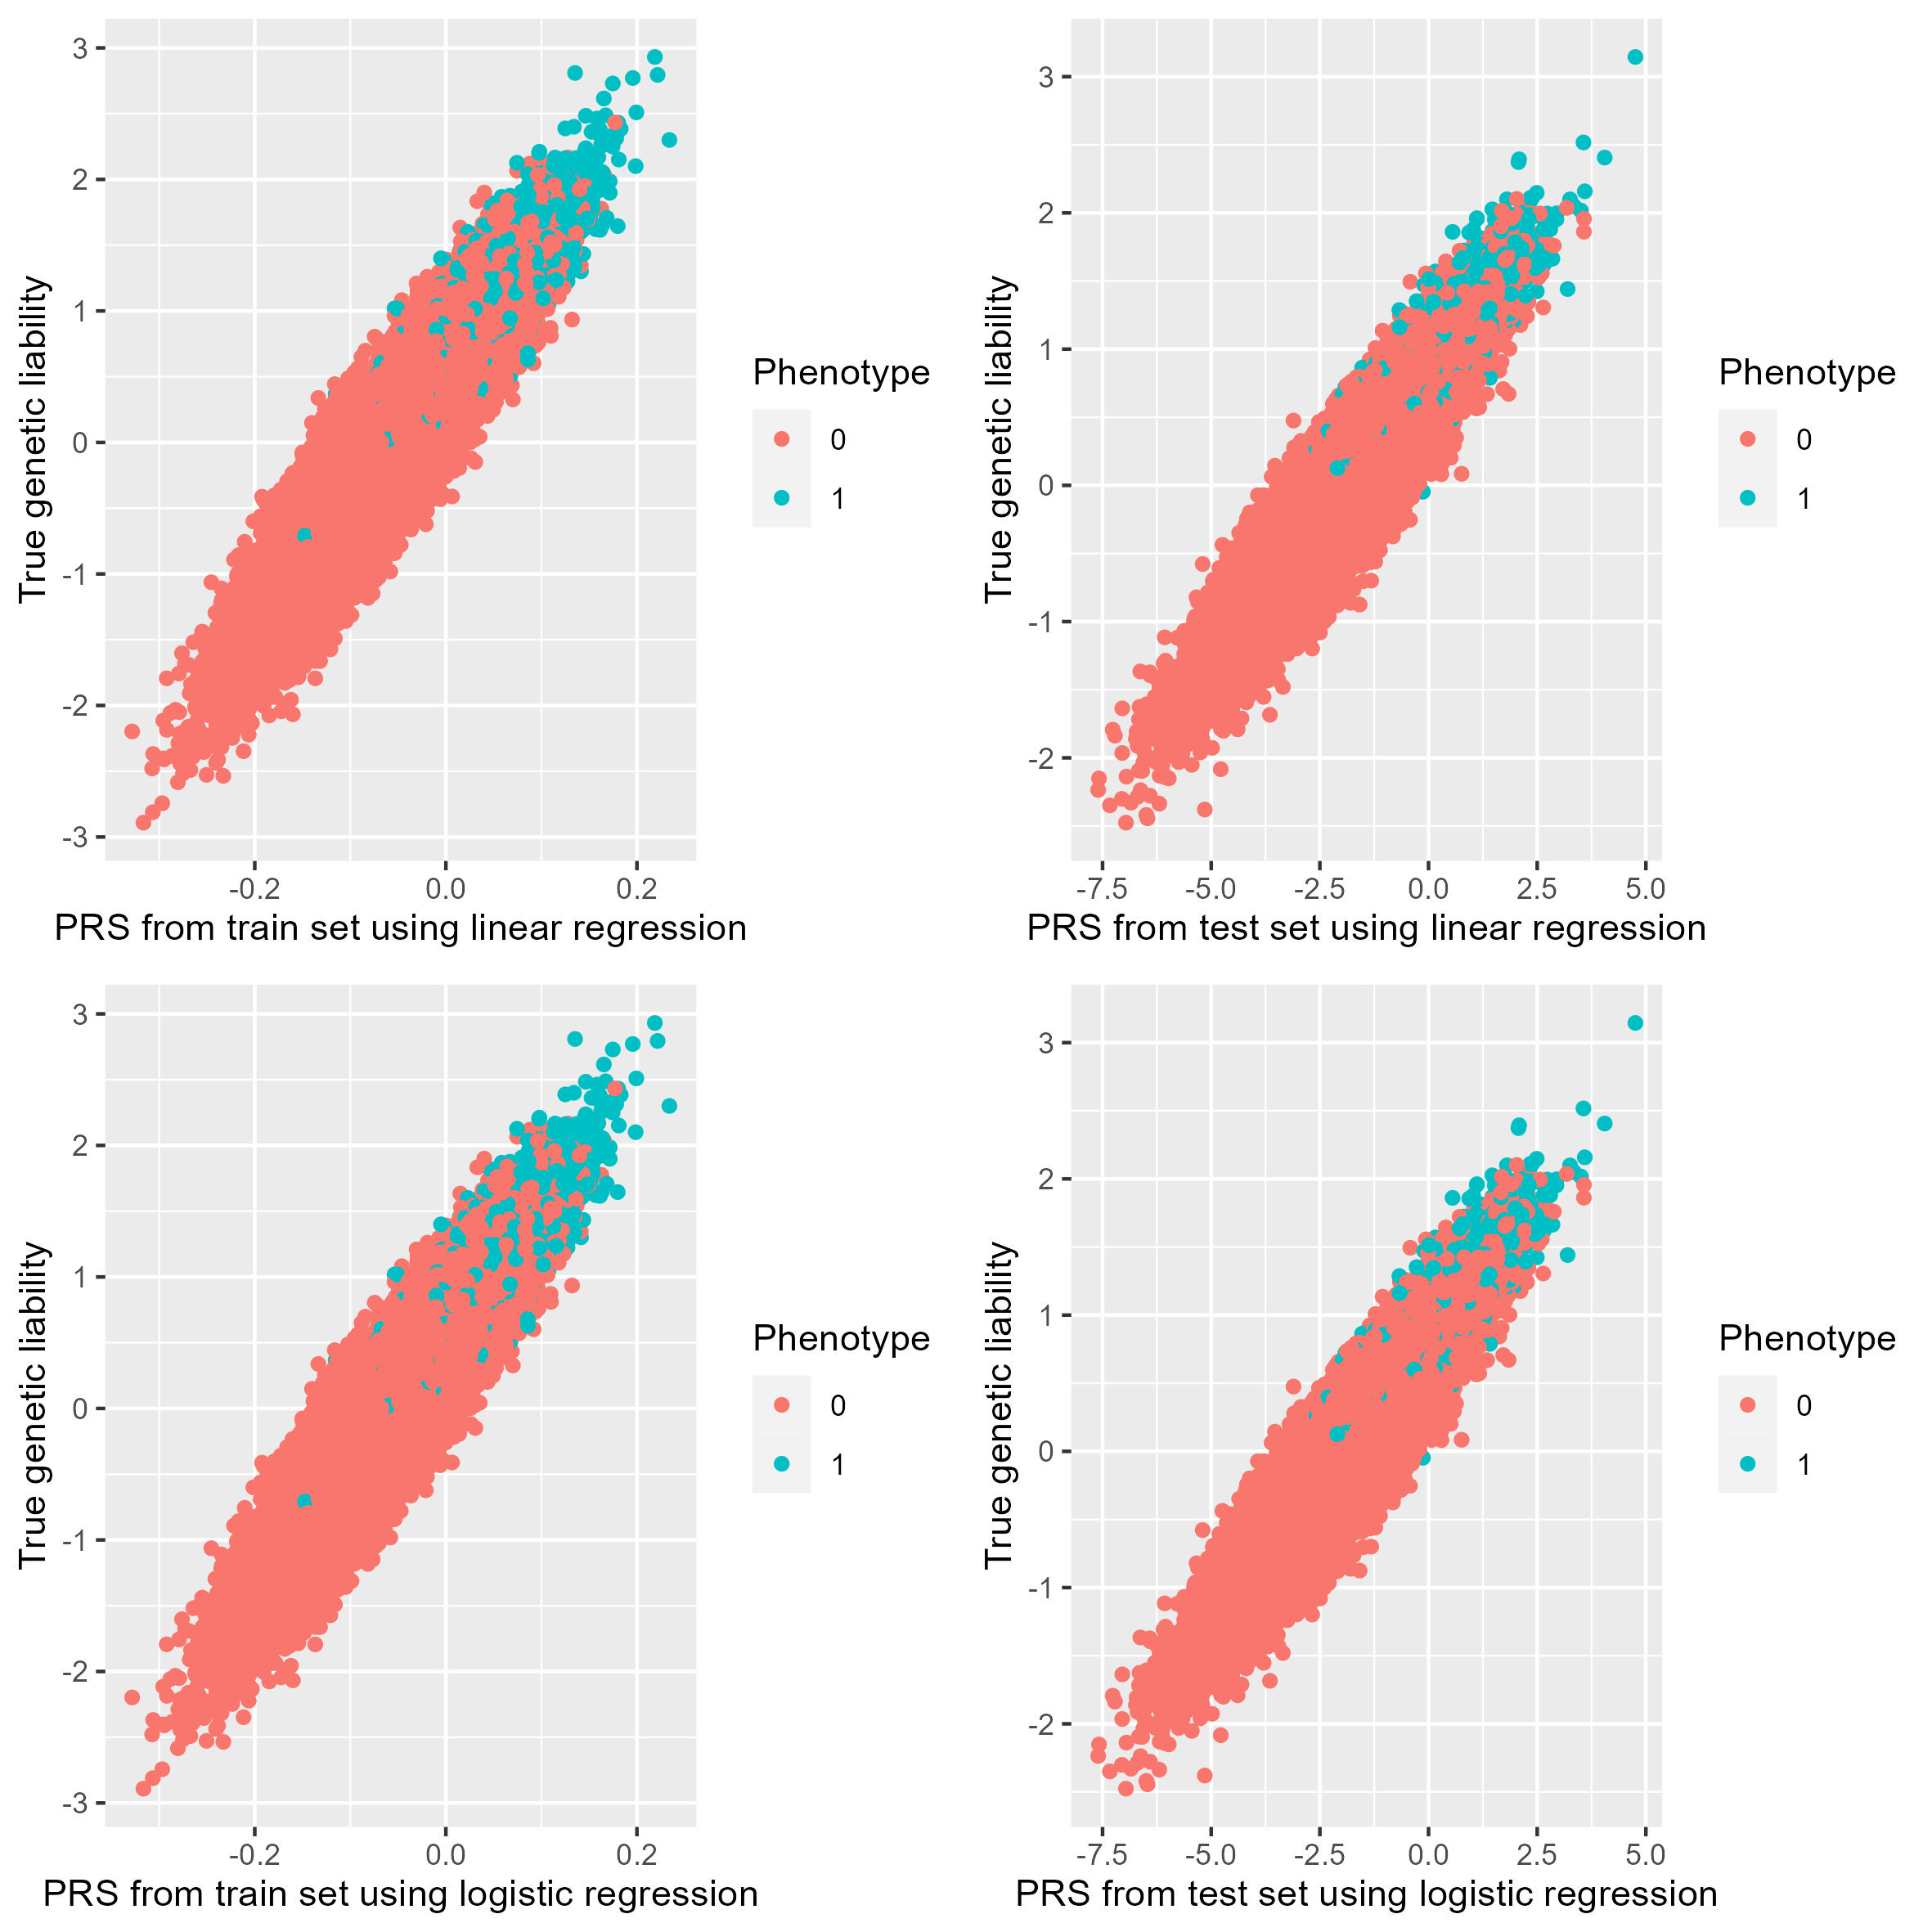 True genetic liability
3
2
1
0
-1
-2
-3
-0.2 0.0 0.2
PRS from train set using linear regression
Phenotype
0
1
True genetic liability
3
2
1
0
-1
-2
-7.5 -5.0 -2.5 0.0 2.5 5.0
PRS from test set using linear regression
Phenotype
0
1
True genetic liability
3
2
1
0
-1
-2
-3
-0.2 0.0 0.2
PRS from train set using logistic regression
Phenotype
0
1
True genetic liability
3
2
1
0
-1
-2
-7.5 -5.0 -2.5 0.0 2.5 5.0
PRS from test set using logistic regression
Phenotype
0
1